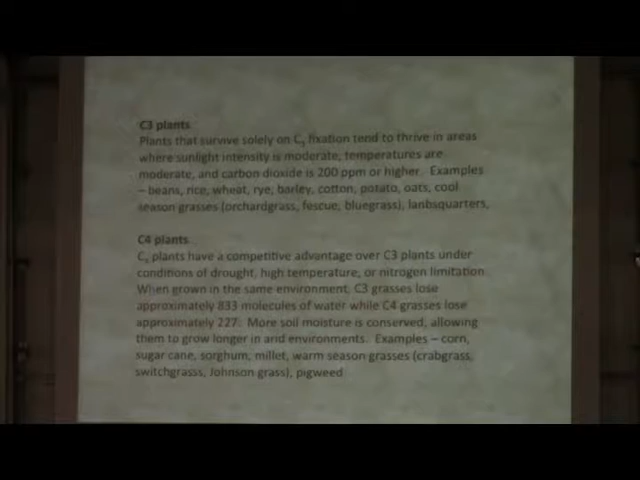 C3 plants
Plants that survive solely on C₃ fixation tend to thrive in areas
where sunlight intensity is moderate, temperatures are
moderate, and carbon dioxide is 200 ppm or higher. Examples
– beans, rice, wheat, rye, barley, cotton, potato, oats, cool
season grasses (orchardgrass, fescue, bluegrass), lanbsquarters,
C4 plants
C₄ plants have a competitive advantage over C3 plants under
conditions of drought, high temperature, or nitrogen limitation
When grown in the same environment, C3 grasses lose
approximately 833 molecules of water while C4 grasses lose
approximately 227. More soil moisture is conserved, allowing
them to grow longer in arid environments. Examples – corn,
sugar cane, sorghum, millet, warm season grasses (crabgrass,
switchgrasss, Johnson grass), pigweed